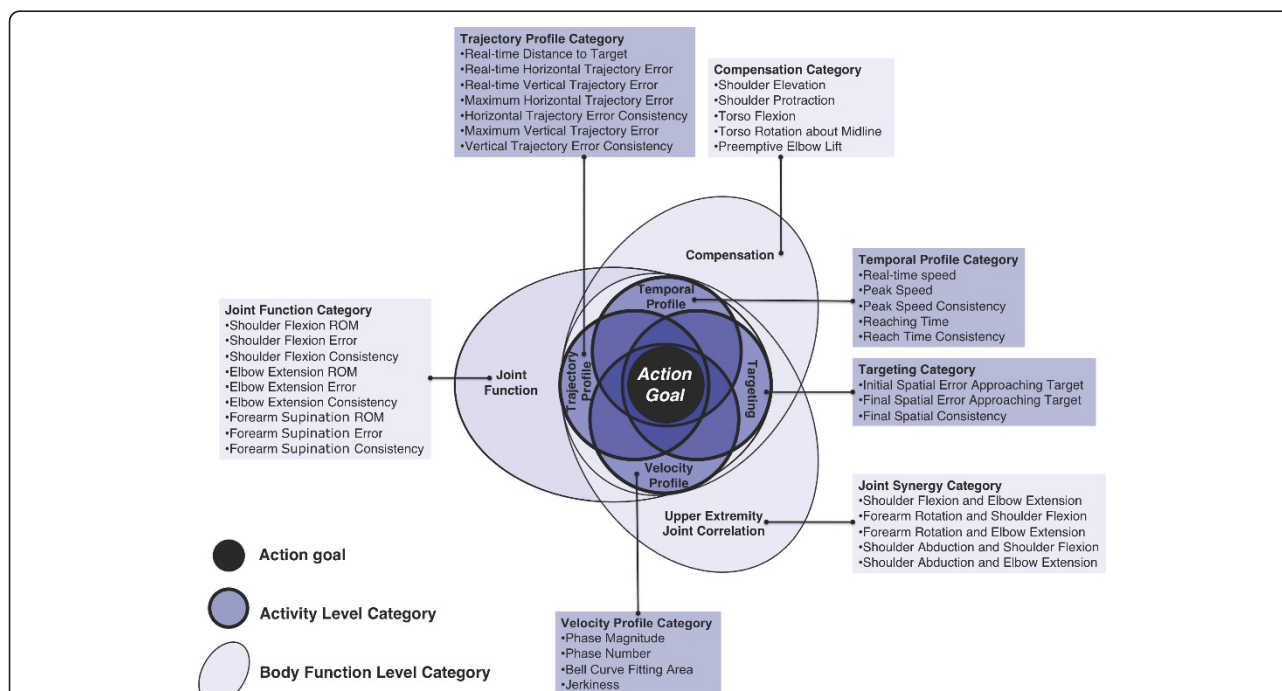 Trajectory Profile Category
•Real-time Distance to Target
•Real-time Horizontal Trajectory Error
•Real-time Vertical Trajectory Error
•Maximum Horizontal Trajectory Error
•Horizontal Trajectory Error Consistency
•Maximum Vertical Trajectory Error
•Vertical Trajectory Error Consistency
Compensation Category
•Shoulder Elevation
•Shoulder Protraction
•Torso Flexion
•Torso Rotation about Midline
•Preemptive Elbow Lift
Compensation
Temporal Profile Category
•Real-time speed
•Peak Speed
•Peak Speed Consistency
•Reaching Time
•Reach Time Consistency
Temporal
Profile
Joint Function Category
•Shoulder Flexion ROM
•Shoulder Flexion Error
•Shoulder Flexion Consistency
•Elbow Extension ROM
•Elbow Extension Error
•Elbow Extension Consistency
•Forearm Supination ROM
•Forearm Supination Error
•Forearm Supination Consistency
Joint
Function
Trajectory
Profile
Action
Goal
Targeting
Targeting Category
•Initial Spatial Error Approaching Target
•Final Spatial Error Approaching Target
•Final Spatial Consistency
Velocity
Profile
Upper Extremity
Joint Correlation
Joint Synergy Category
•Shoulder Flexion and Elbow Extension
•Forearm Rotation and Shoulder Flexion
•Forearm Rotation and Elbow Extension
•Shoulder Abduction and Shoulder Flexion
•Shoulder Abduction and Elbow Extension
Action goal
Activity Level Category
Body Function Level Category
Velocity Profile Category
•Phase Magnitude
•Phase Number
•Bell Curve Fitting Area
•Jerkiness